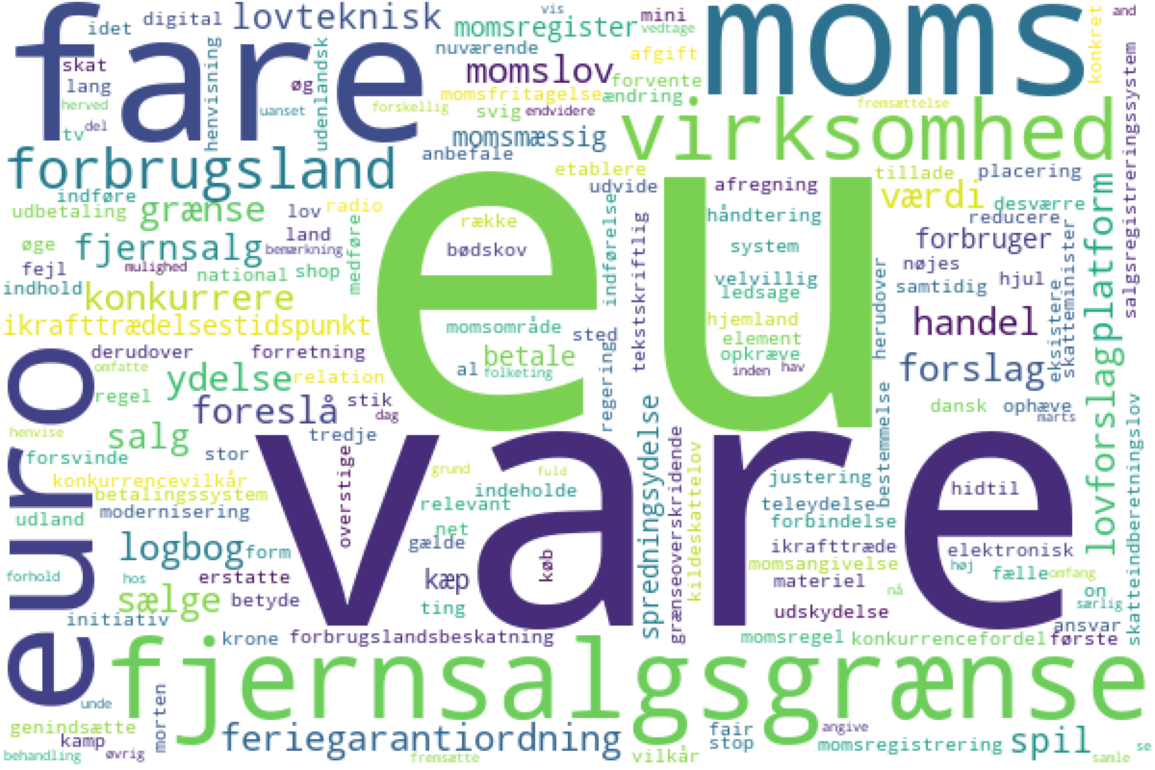 fare
moms
eu
vare
euro
virksomhed
fjernsalgsgrænse
forbrugsland
lovforslagplatform
feriegarantiordning
idet
digital
lovteknisk
vis
mini
vedtage
and
momsregister
nuværende
afgift
konkret
skat
lang
herved
tv
del
henvisning
øg
uanset
udenlandsk
forskellig
momslov
forvente
momsfritagelse
ændring
svig
endvidere
fremsættelse
momsmæssig
anbefale
etablere
udvide
tillade
placering
salgsregistreringssystem
indføre
udbetaling
grænse
lov
radio
række
bødskov
afregning
værdi
desværre
reducere
øge
fjernsalg
land
bemærkning
medføre
indførelse
tekstskriftlig
håndtering
system
forbruger
fejl
mulighed
national
shop
velvillig
nøjes
hjul
indhold
konkurrere
ledsage
samtidig
eksistere
skatteminister
ikrafttrædelsestidspunkt
momsområde
sted
hjemland
herudover
handel
derudover
forretning
betale
element
opkræve
omfatte
ydelse
relation
al
folketing
regering
inden
hav
forslag
regel
foreslå
stik
dag
dansk
ophæve
marts
henvise
salg
tredje
forsvinde
stor
overstige
grund
fuld
spredningsydelse
grænseoverskridende
kildeskattelov
bestemmelse
justering
hidtil
skatteindberetningslov
konkurrencevilkår
betalingssystem
indeholde
relevant
teleydelse
modernisering
forbindelse
udland
net
logbog
form
gælde
køb
ikrafttræde
elektronisk
momsangivelse
høj
fælle
omfang
forhold
hos
erstatte
kæp
materiel
nå
on
særlig
sælge
betyde
ting
udskydelse
ansvar
initiativ
krone
forbrugslandsbeskatning
momsregel
konkurrencefordel
første
unde
morten
genindsætte
kamp
øvrig
behandling
fremsætte
vilkår
fair
stop
angive
momsregistrering
spil
samle
se